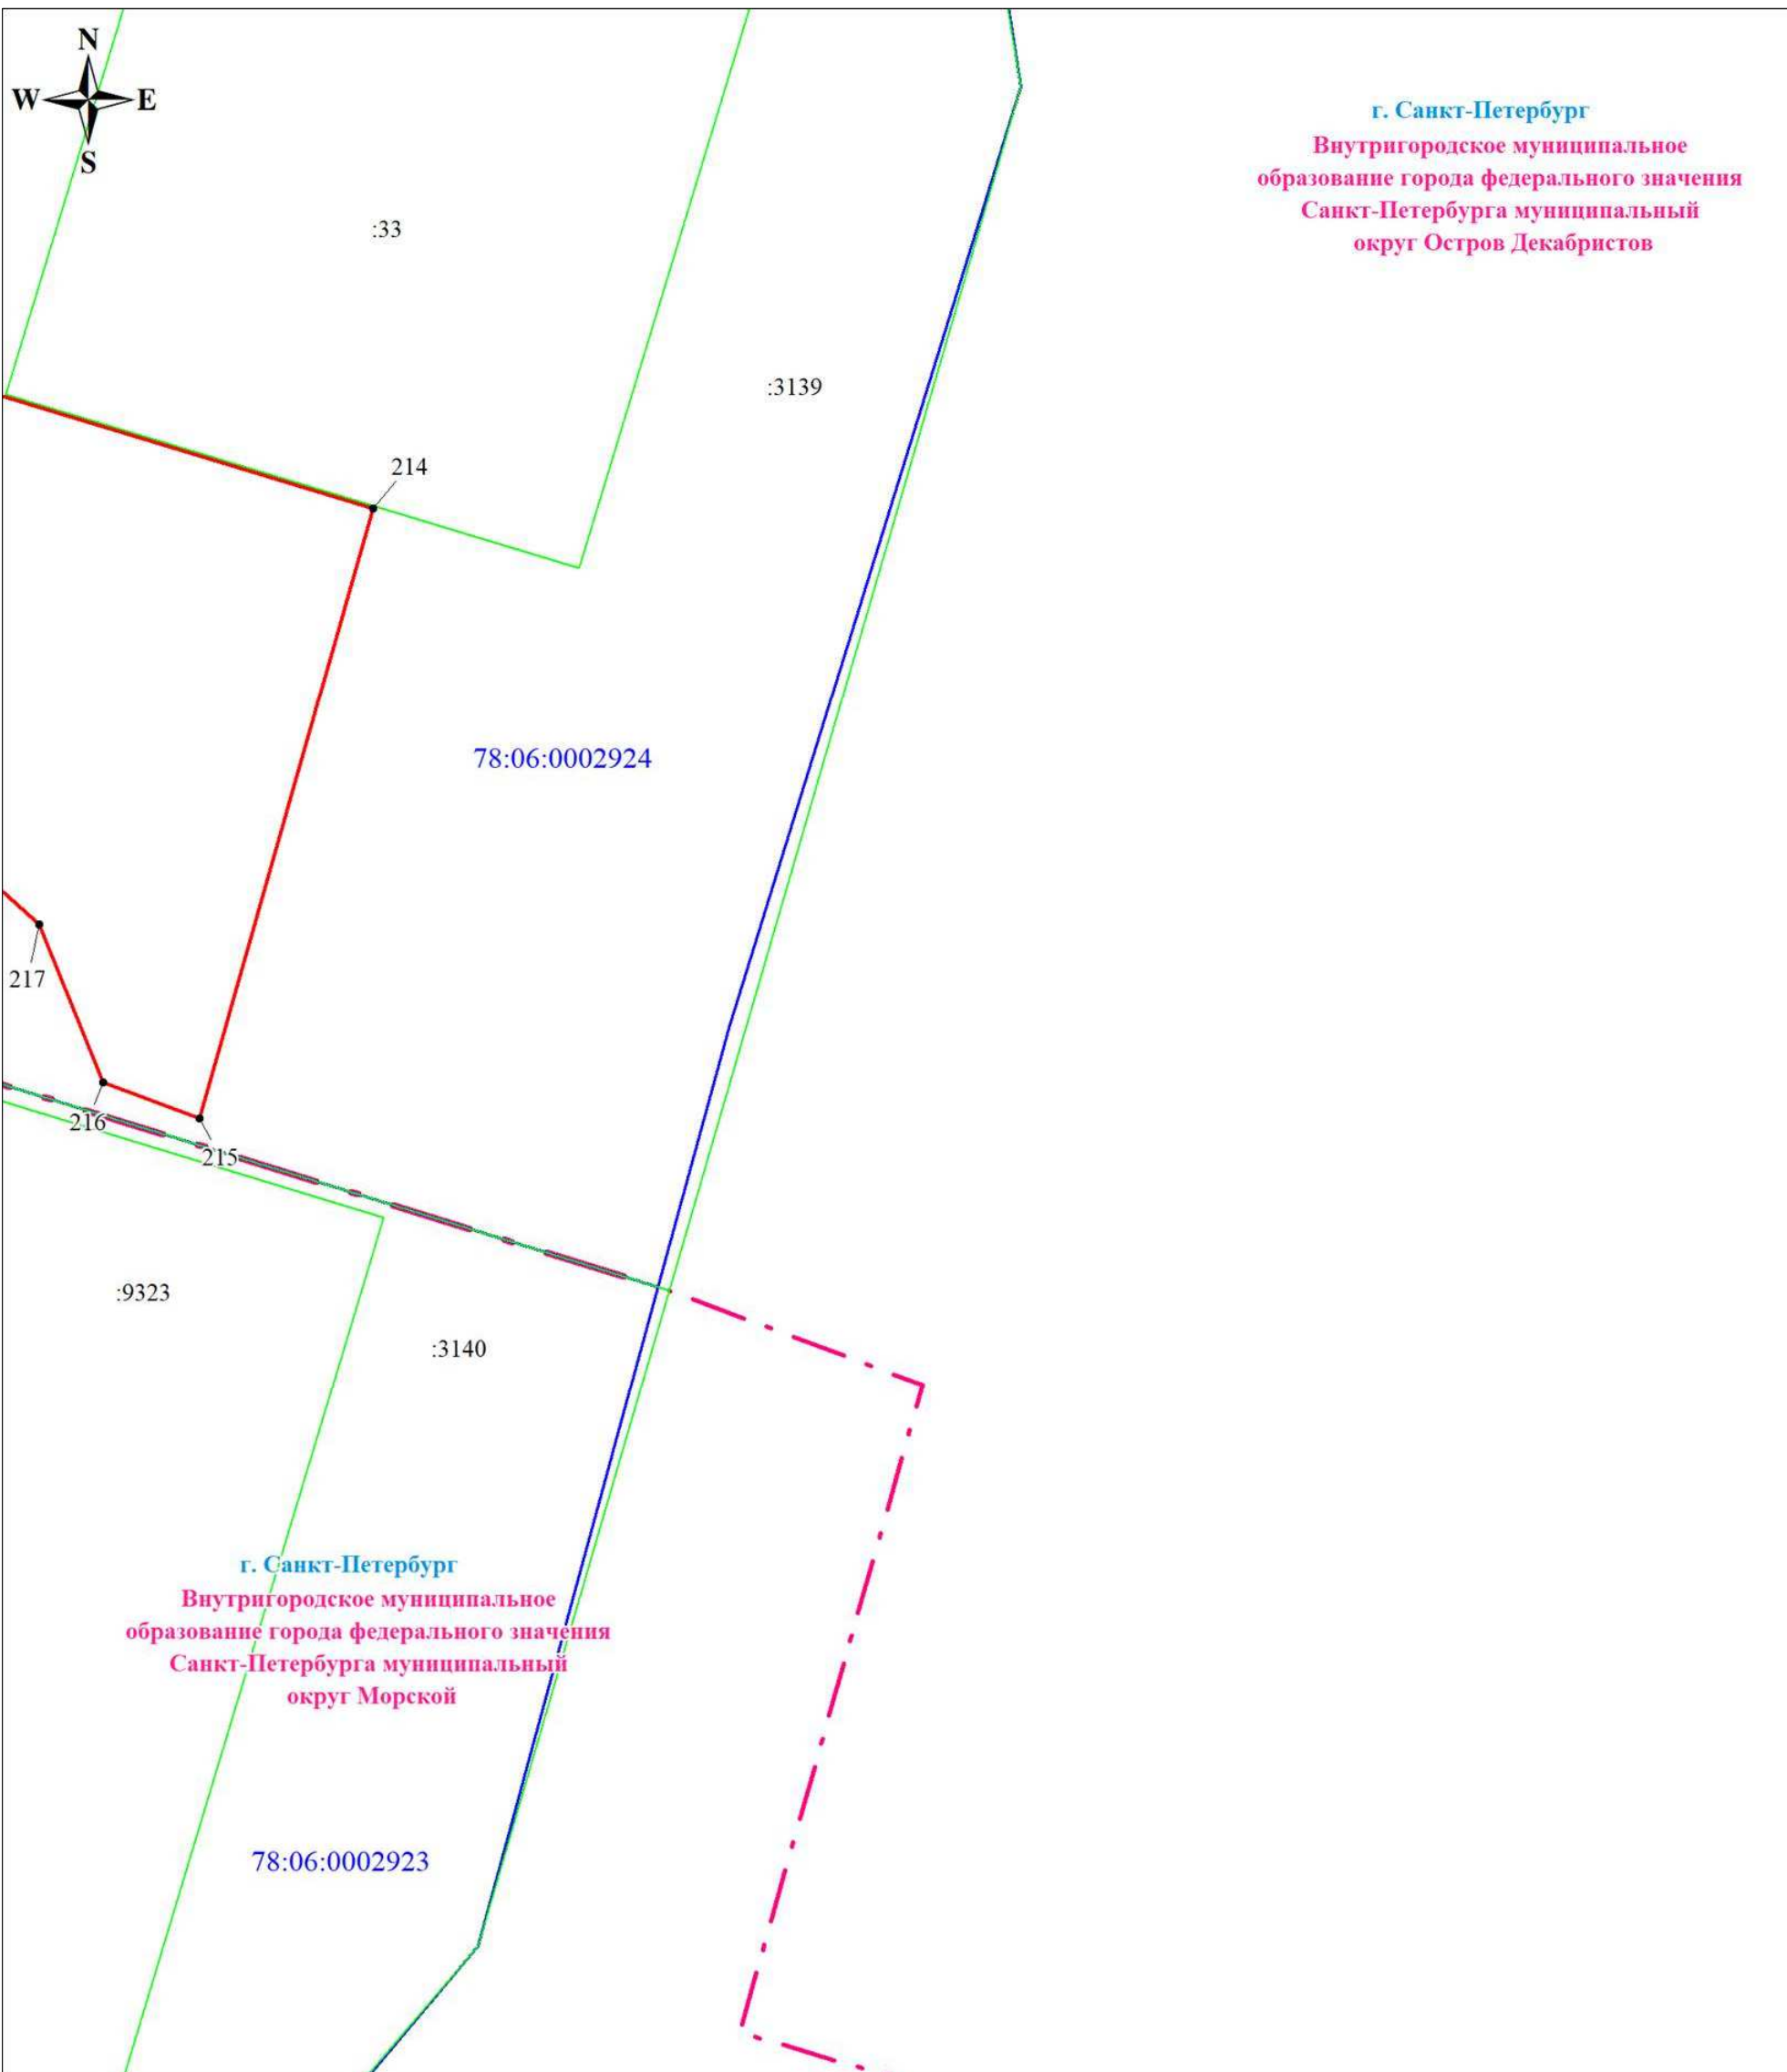 N
W E
S
г. Санкт-Петербург
Внутригородское муниципальное
образование города федерального значения
Санкт-Петербурга муниципальный
округ Остров Декабристов
:33
:3139
214
78:06:0002924
217
216
215
:9323
:3140
г. Санкт-Петербург
Внутригородское муниципальное
образование города федерального значения
Санкт-Петербурга муниципальный
округ Морской
78:06:0002923